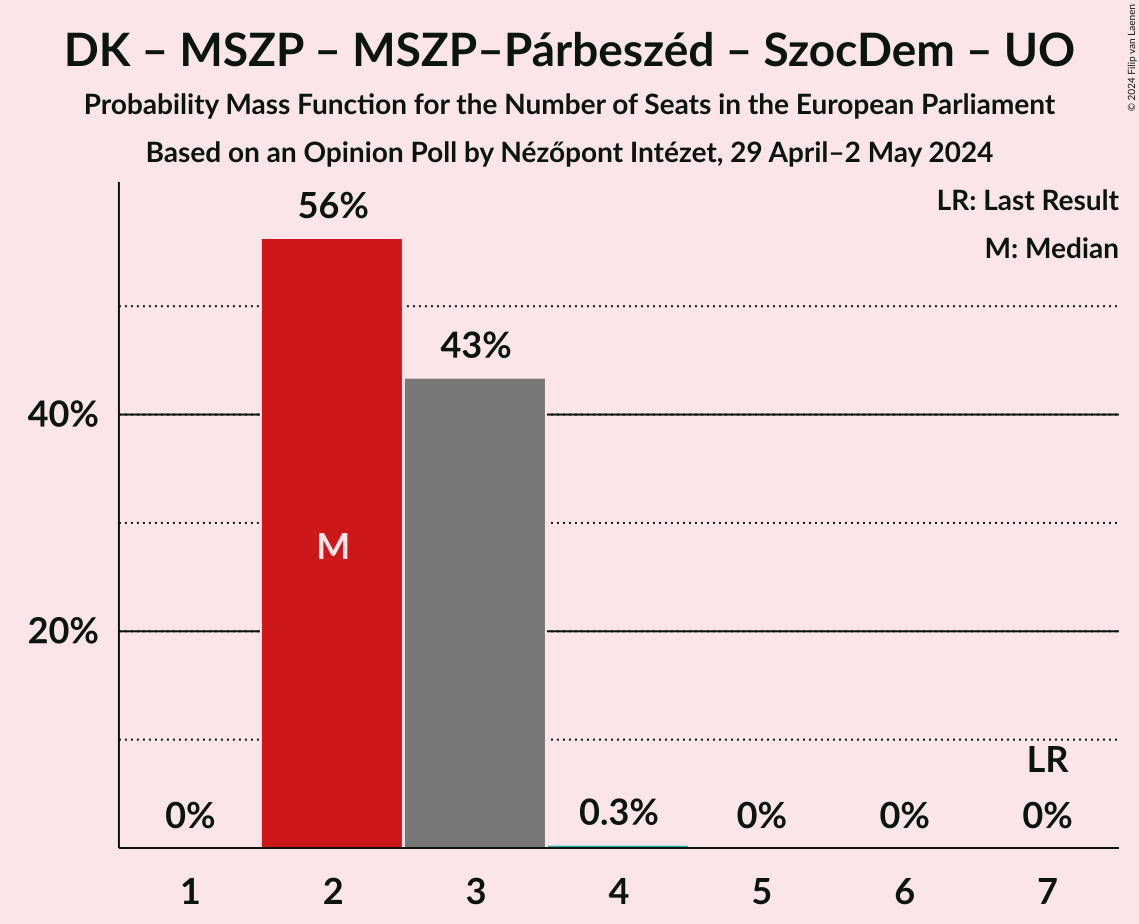 DK – MSZP – MSZP–Párbeszéd – SzocDem – UO
Probability Mass Function for the Number of Seats in the European Parliament
Based on an Opinion Poll by Nézőpont Intézet, 29 April–2 May 2024
© 2024 Filip van Laenen
LR: Last Result
M: Median
56%
43%
40%
M
20%
LR
0%
0.3%
0%
0%
0%
1
2
3
4
5
6
7